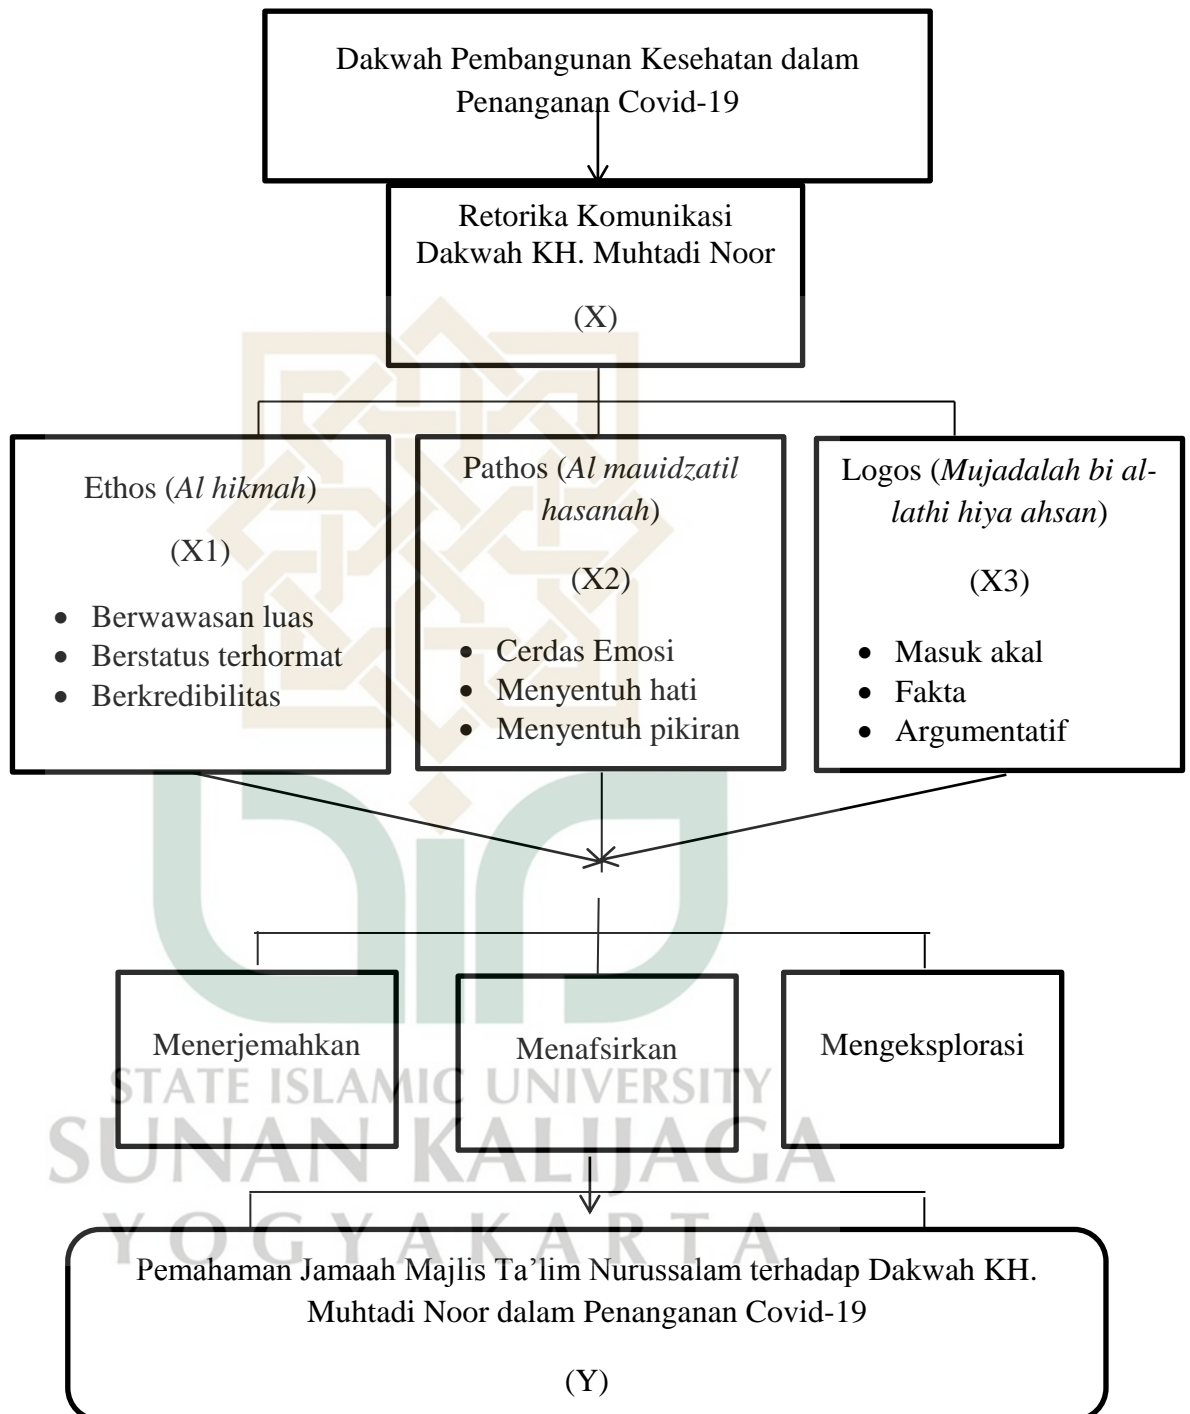 Dakwah Pembangunan Kesehatan dalam
Penanganan Covid-19
Retorika Komunikasi
Dakwah KH. Muhtadi Noor
(X)
Ethos (Al hikmah)
(X1)
• Berwawasan luas
• Berstatus terhormat
• Berkredibilitas
Pathos (Al mauidzatil
hasanah)
(X2)
• Cerdas Emosi
• Menyentuh hati
• Menyentuh pikiran
Logos (Mujadalah bi al-
lathi hiya ahsan)
(X3)
• Masuk akal
• Fakta
• Argumentatif
Menerjemahkan
Menafsirkan
Mengeksplorasi
STATE ISLAMIC UNIVERSITY
SUNAN KALIJAGA
YOGYAKARTA
Pemahaman Jamaah Majlis Ta’lim Nurussalam terhadap Dakwah KH.
Muhtadi Noor dalam Penanganan Covid-19
(Y)